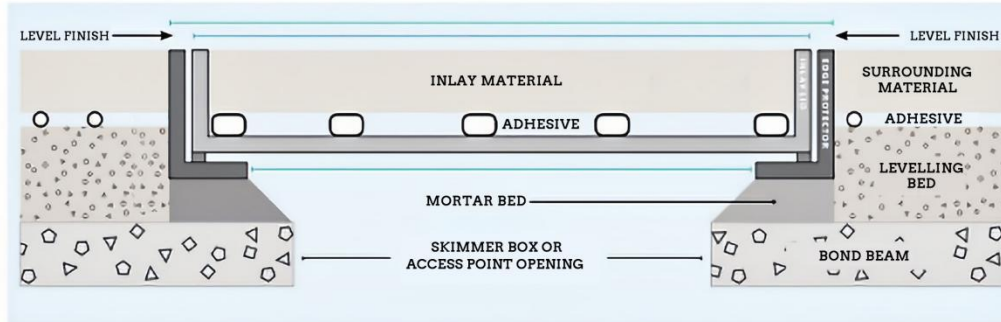 LEVEL FINISH
LEVEL FINISH
INLAY MATERIAL
INLAY LID
EDGE PROTECTOR
SURROUNDING
MATERIAL
ADHESIVE
ADHESIVE
LEVELLING
BED
MORTAR BED
SKIMMER BOX OR
ACCESS POINT OPENING
BOND BEAM